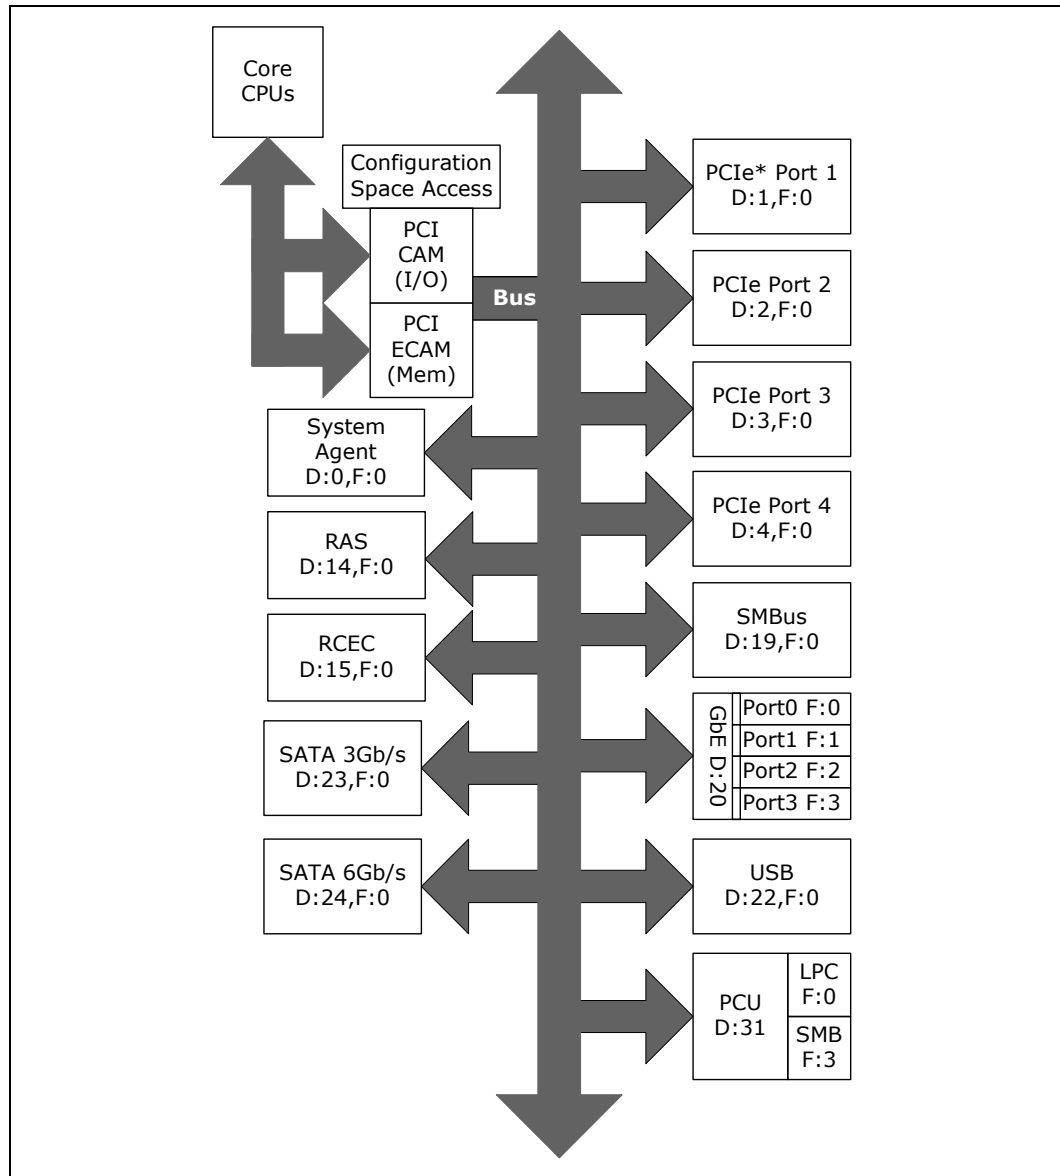 Core
CPUs
Configuration
Space Access
PCI
CAM
(I/O)
PCI
ECAM
(Mem)
Bus
System
Agent
D:0,F:0
RAS
D:14,F:0
RCEC
D:15,F:0
SATA 3Gb/s
D:23,F:0
SATA 6Gb/s
D:24,F:0
PCIe* Port 1
D:1,F:0
PCIe Port 2
D:2,F:0
PCIe Port 3
D:3,F:0
PCIe Port 4
D:4,F:0
SMBus
D:19,F:0
GbE D:20
Port0 F:0
Port1 F:1
Port2 F:2
Port3 F:3
USB
D:22,F:0
PCU
D:31
LPC
F:0
SMB
F:3